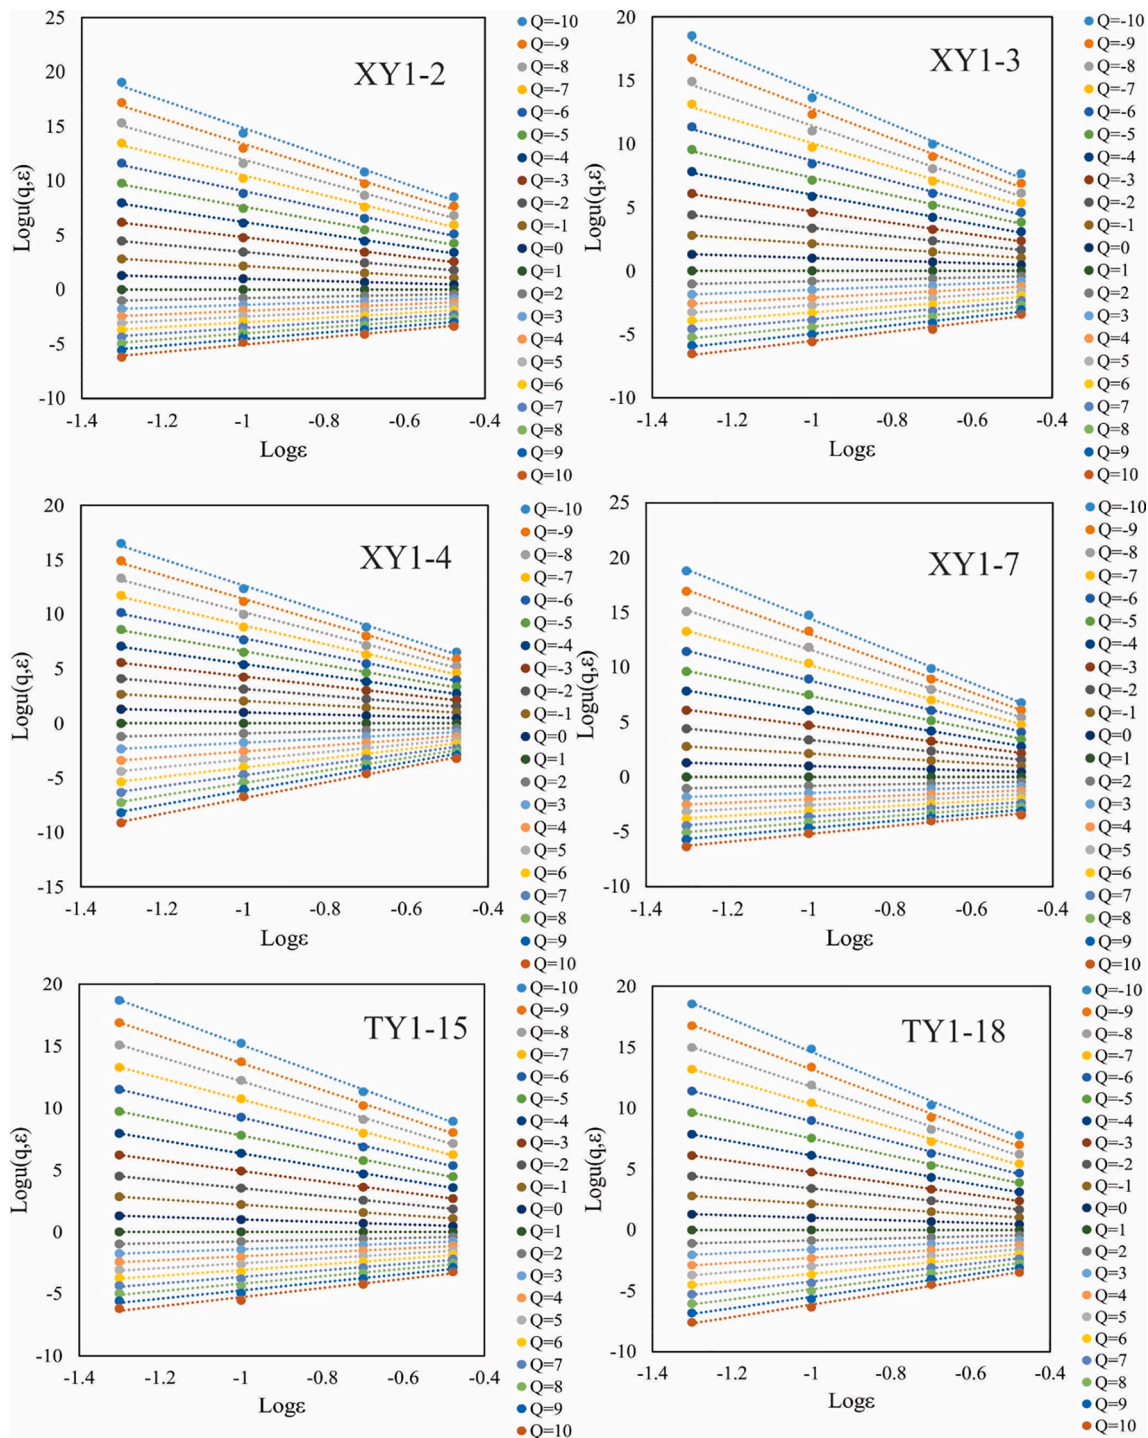 XY1-2
Logu(q,ε)
25
20
15
10
5
0
-5
-10
-1.4
-1.2
-1
-0.8
-0.6
-0.4
Logε
Q=-10
Q=-9
Q=-8
Q=-7
Q=-6
Q=-5
Q=-4
Q=-3
Q=-2
Q=-1
Q=0
Q=1
Q=2
Q=3
Q=4
Q=5
Q=6
Q=7
Q=8
Q=9
Q=10
XY1-3
Logu(q,ε)
20
15
10
5
0
-5
-10
-1.4
-1.2
-1
-0.8
-0.6
-0.4
Logε
Q=-10
Q=-9
Q=-8
Q=-7
Q=-6
Q=-5
Q=-4
Q=-3
Q=-2
Q=-1
Q=0
Q=1
Q=2
Q=3
Q=4
Q=5
Q=6
Q=7
Q=8
Q=9
Q=10
XY1-4
Logu(q,ε)
20
15
10
5
0
-5
-10
-15
-1.4
-1.2
-1
-0.8
-0.6
-0.4
Logε
Q=-10
Q=-9
Q=-8
Q=-7
Q=-6
Q=-5
Q=-4
Q=-3
Q=-2
Q=-1
Q=0
Q=1
Q=2
Q=3
Q=4
Q=5
Q=6
Q=7
Q=8
Q=9
Q=10
XY1-7
Logu(q,ε)
25
20
15
10
5
0
-5
-10
-1.4
-1.2
-1
-0.8
-0.6
-0.4
Logε
Q=-10
Q=-9
Q=-8
Q=-7
Q=-6
Q=-5
Q=-4
Q=-3
Q=-2
Q=-1
Q=0
Q=1
Q=2
Q=3
Q=4
Q=5
Q=6
Q=7
Q=8
Q=9
Q=10
TY1-15
Logu(q,ε)
20
15
10
5
0
-5
-10
-1.4
-1.2
-1
-0.8
-0.6
-0.4
Logε
Q=-10
Q=-9
Q=-8
Q=-7
Q=-6
Q=-5
Q=-4
Q=-3
Q=-2
Q=-1
Q=0
Q=1
Q=2
Q=3
Q=4
Q=5
Q=6
Q=7
Q=8
Q=9
Q=10
TY1-18
Logu(q,ε)
20
15
10
5
0
-5
-10
-1.4
-1.2
-1
-0.8
-0.6
-0.4
Logε
Q=-10
Q=-9
Q=-8
Q=-7
Q=-6
Q=-5
Q=-4
Q=-3
Q=-2
Q=-1
Q=0
Q=1
Q=2
Q=3
Q=4
Q=5
Q=6
Q=7
Q=8
Q=9
Q=10